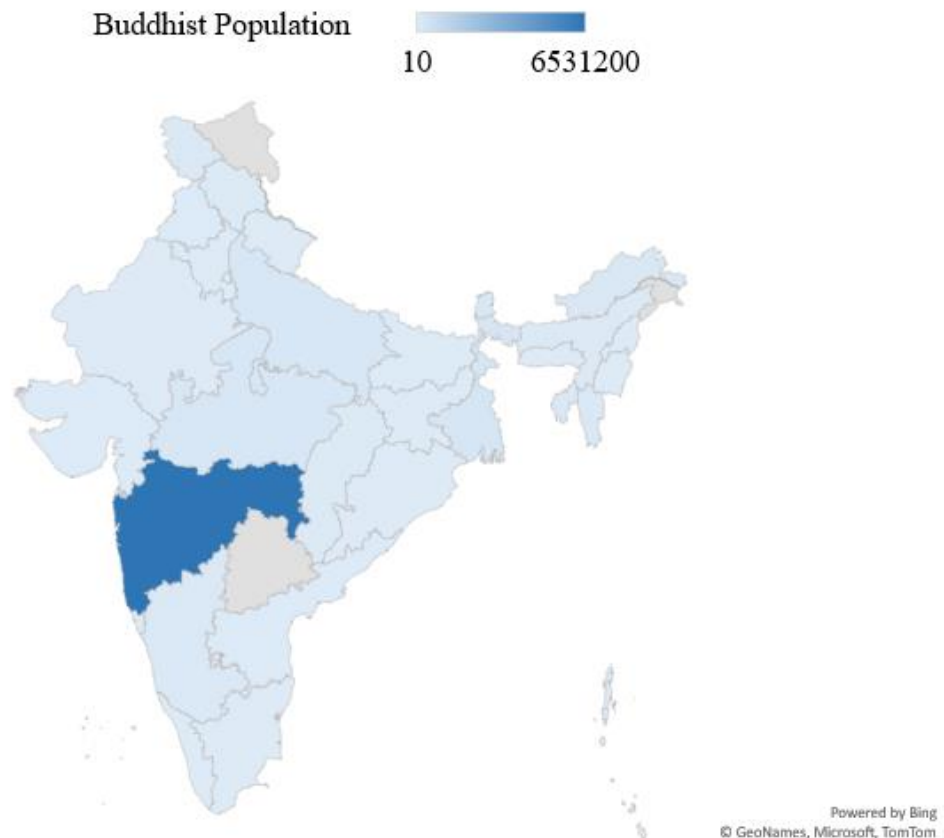 Buddhist Population
10 6531200
Powered by Bing
© GeoNames, Microsoft, TomTom